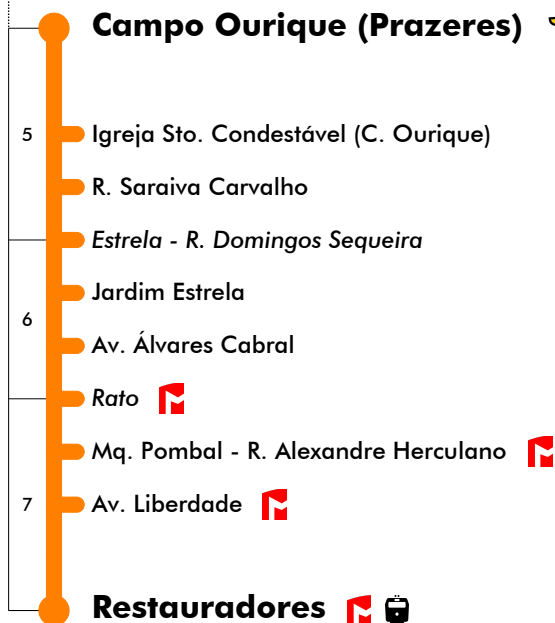 Campo Ourique (Prazeres)
5
Igreja Sto. Condestável (C. Ourique)
R. Saraiva Carvalho
Estrela - R. Domingos Sequeira
Jardim Estrela
6
Av. Álvares Cabral
Rato
Mq. Pombal - R. Alexandre Herculano
7
Av. Liberdade
Restauradores